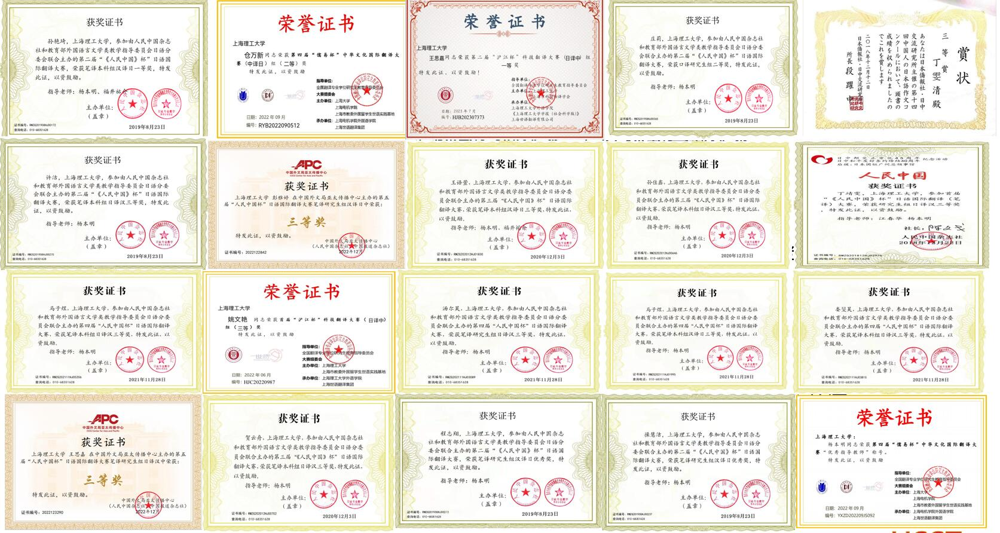 获奖证书
孙艳琦，上海理工大学，参加由人民中国杂志
社和教育部外国语言文学类教学指导委员会日语分
委会联合主办的第二届“《人民中国》杯”日语国
际翻译大赛，荣获笔译本科组汉译日一等奖，特发
此证，以资鼓励。
指导老师：杨本明、福井祐介
主办单位：
（盖章）
2019年8月23日
证书编号：RMZG201908HJ00172
查询电话：010-68351628
荣誉证书
上海理工大学
仓万新 同志荣获第四届“儒易杯”中华文化国际翻译大
赛（中译日）组（二等）奖
特发此证，以资鼓励
指导单位：
全国翻译专业学位研究生教育指导委员会
大赛组委会
主办单位：上海大学
上海电机学院
上海市教委外国留学生世语实践基地
承办单位：上海电机学院外国语学院
上海世语翻译集团
日期：2022年09月
编号：RYB2022090512
荣誉证书
上海理工大学
王思嘉 同志荣获第二届“沪江杯”科技翻译大赛（日译中）组
一等奖
特发此证，以资鼓励！
指导单位：
全国翻译专业学位研究生教育指导委员会
主办单位：
承办单位：
上海理工大学外语学院
《上海理工大学学报（社会科学版）》
上海世语翻译有限公司
日期：2023年7月
编号：HJB202307373
获奖证书
庄莉，上海理工大学，参加由人民中国杂志
社和教育部外国语言文学类教学指导委员会日语分
委会联合主办的第二届“《人民中国》杯”日语国
际翻译大赛，荣获口译研究生组二等奖，特发此
证，以资鼓励。
指导老师：杨本明
主办单位：
（盖章）
2019年8月23日
证书编号：RMZG201908HJ00365
查询电话：010-68351628
賞状
三等賞
丁雯清殿
あなたは日本僑報社・日中
交流研究所主催の第十四
回中国人の日本語作文コ
ンクールにおいて、頭書の
成績を収められましたの
でこれを賞します
二〇一八年十二月十二日
日本僑報社・日中交流研究所
所長 段躍中
获奖证书
许洁，上海理工大学，参加由人民中国杂志社
和教育部外国语言文学类教学指导委员会日语分委
会联合主办的第二届“《人民中国》杯”日语国际
翻译大赛，荣获笔译研究生组日译汉三等奖，特发此
证，以资鼓励。
指导老师：杨本明
主办单位：
（盖章）
2019年8月23日
证书编号：RMZG201908HJ00270
查询电话：010-68351628
APC
中国外文局亚太传播中心
CICG Center for Asia and Pacific
获奖证书
上海理工大学 彭雅婷 在中国外文局亚太传播中心主办的第五
届“人民中国杯”日语国际翻译大赛笔译研究生组汉译日中荣获：
三等奖
特发此证，以资鼓励。
中国外文局亚太传播中心
（人民中国杂志社、中国报道杂志社）
2022年12月
证书编号：2022122842
获奖证书
王诗萱，上海理工大学，参加由人民中国杂志社
和教育部外国语言文学类教学指导委员会日语分委
员会联合主办的第三届“《人民中国》杯”日语国际
翻译大赛，荣获笔译本科组汉译日三等奖，特发此证，
以资鼓励。
指导老师：杨本明、福井祐介
主办单位：
（盖章）
2020年12月3日
证书编号：RMZG202012HJ01830
查询电话：010-68351628
获奖证书
孙佳鑫，上海理工大学，参加由人民中国杂志社
和教育部外国语言文学类教学指导委员会日语分委
员会联合主办的第三届“《人民中国》杯”日语国际
翻译大赛，荣获笔译本科组日译汉三等奖，特发此证，
以资鼓励。
指导老师：杨本明
主办单位：
（盖章）
2020年12月3日
证书编号：RMZG202012HJ00646
查询电话：010-68351628
日中邦交正常化45周年
日中和平友好条约缔结40周年 纪念活动
后援：日本国驻广州总领事馆
人民中国
获奖证书
丁靖雯，上海理工大学，参加首届
“《人民中国》杯”日语国际翻译（笔
译）大赛，荣获研究生组日译汉三等奖
，特发此证，以资鼓励。
指导老师：江春华 杨本明
社长：
人民中国杂志社
2018年12月22日
证书编号：RMZG201812HJ02976
查询电话：010-68351628
获奖证书
马子煜，上海理工大学，参加由人民中国杂志社
和教育部外国语言文学类教学指导委员会日语分委
员会联合主办的第四届“人民中国杯”日语国际翻译
大赛，荣获笔译本科组日译汉三等奖，特发此证，以
资鼓励。
指导老师：杨本明
主办单位：
（盖章）
2021年11月28日
证书编号：RMZG202111HJ05206
查询电话：010-68351628
荣誉证书
上海理工大学
姚文艳 同志荣获首届“沪江杯”科技翻译大赛（日译中）
组（三等）奖
特发此证，以资鼓励
指导单位：
全国翻译专业学位研究生教育指导委员会
大赛组委会
主办单位：上海理工大学
上海市教委外国留学生世语实践基地
承办单位：上海理工大学外语学院
上海世语翻译集团
日期：2022年06月
编号：HJC20220987
获奖证书
汤尔昊，上海理工大学，参加由人民中国杂志社
和教育部外国语言文学类教学指导委员会日语分委
员会联合主办的第四届“人民中国杯”日语国际翻译
大赛，荣获笔译研究生组日译汉三等奖，特发此证，
以资鼓励。
指导老师：杨本明
主办单位：
（盖章）
2021年11月28日
证书编号：RMZG202111HJ03089
查询电话：010-68351628
获奖证书
马子煜，上海理工大学，参加由人民中国杂志社
和教育部外国语言文学类教学指导委员会日语分委
员会联合主办的第四届“人民中国杯”日语国际翻译
大赛，荣获笔译本科组汉译日三等奖，特发此证，以
资鼓励。
指导老师：杨本明
主办单位：
（盖章）
2021年11月28日
证书编号：RMZG202111HJ01995
查询电话：010-68351628
获奖证书
昊，上海理工大学，参加由人民中国杂志社
和教育部外国语言文学类教学指导委员会日语分委
员会联合主办的第四届“人民中国杯”日语国际翻译
大赛，荣获笔译本科组日译汉三等奖，特发此证，以
资鼓励。
指导老师：杨本明
主办单位：
（盖章）
2021年11月28日
证书编号：RMZG202111HJ03815
查询电话：010-68351628
APC
中国外文局亚太传播中心
CICG Center for Asia and Pacific
获奖证书
上海理工大学 王思嘉 在中国外文局亚太传播中心主办的第五
届“人民中国杯”日语国际翻译大赛笔译研究生组日译汉中荣获：
三等奖
特发此证，以资鼓励。
中国外文局亚太传播中心
（人民中国杂志社、中国报道杂志社）
2022年12月
证书编号：2022123290
获奖证书
贺云舟，上海理工大学，参加由人民中国杂志社
和教育部外国语言文学类教学指导委员会日语分委
员会联合主办的第三届“《人民中国》杯”日语国际
翻译大赛，荣获笔译本科组汉译日三等奖，特发此证，
以资鼓励。
指导老师：杨本明
主办单位：
（盖章）
2020年12月3日
证书编号：RMZG202012HJ00702
查询电话：010-68351628
获奖证书
程志翔，上海理工大学，参加由人民中国杂志
社和教育部外国语言文学类教学指导委员会日语分
委会联合主办的第二届“《人民中国》杯”日语国
际翻译大赛，荣获笔译研究生组汉译日优秀奖，特
发此证，以资鼓励。
指导老师：杨本明
主办单位：
（盖章）
2019年8月23日
证书编号：RMZG201908HJ00213
查询电话：010-68351628
获奖证书
操慧洁，上海理工大学，参加由人民中国杂志
社和教育部外国语言文学类教学指导委员会日语分
委会联合主办的第二届“《人民中国》杯”日语国
际翻译大赛，荣获笔译研究生组汉译日优秀奖，特
发此证，以资鼓励。
指导老师：杨本明
主办单位：
（盖章）
2019年8月23日
证书编号：RMZG201908HJ00237
查询电话：010-68351628
荣誉证书
上海理工大学：
杨本明同志荣获第四届“儒易杯”中华文化国际翻译大
赛“优秀指导教师”称号。
特发此证，以资鼓励
指导单位：
全国翻译专业学位研究生教育指导委员会
大赛组委会
主办单位：上海大学
上海电机学院
上海市教委外国留学生世语实践基地
承办单位：上海电机学院外国语学院
上海世语翻译集团
日期：2022年09月
编号：YXZD202209JS092